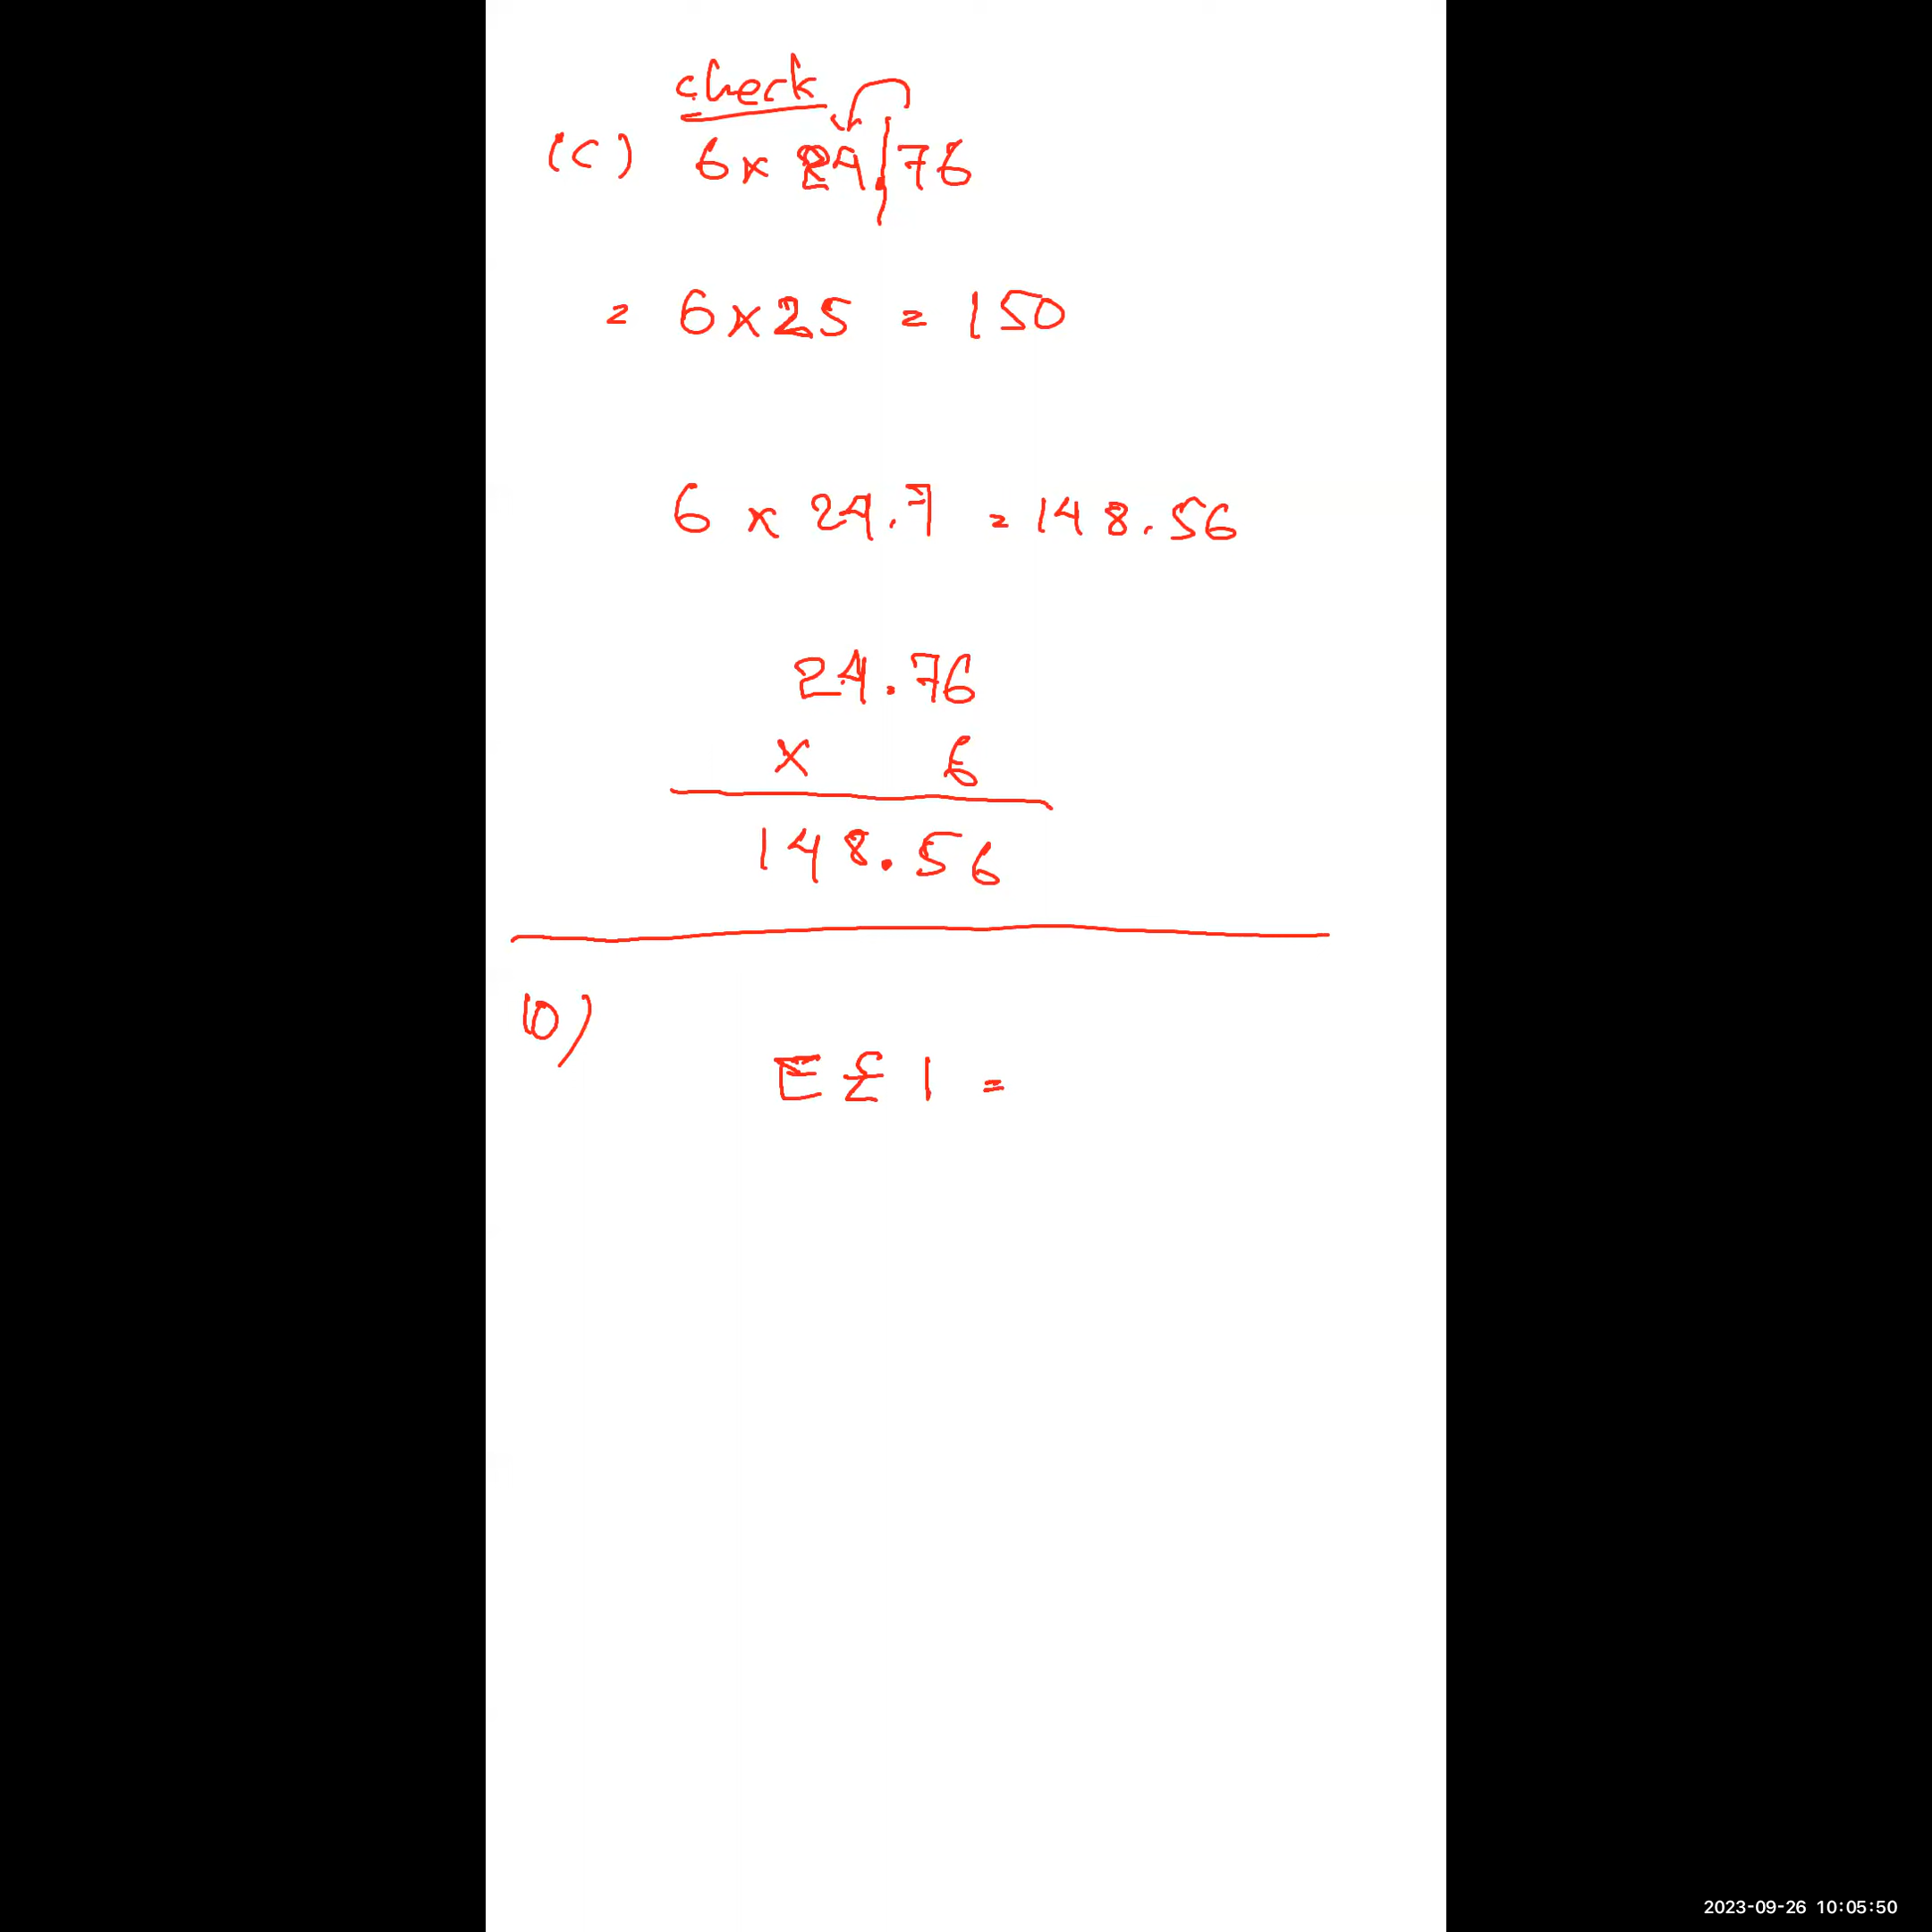 check
(c) 6 x 24.76
= 6 x 25 = 150
6 x 24.7 = 148.56
24.76
x 6
148.56
10)
E £ 1 =
2023-09-26 10:05:50